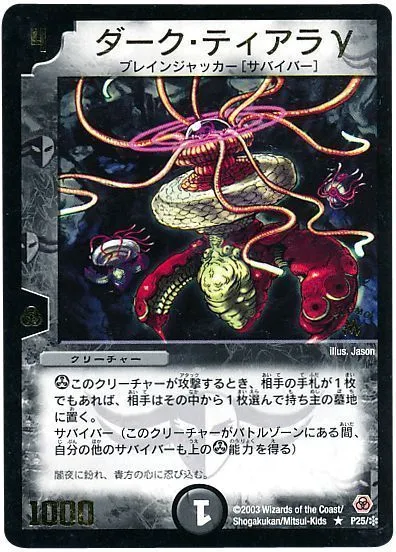 4
ダーク・ティアラγ
ブレインジャッカー[サバイバー]
illus. Jason
クリーチャー
このクリーチャーが攻撃するとき、相手の手札が1枚
でもあれば、相手はその中から1枚選んで持ち主の墓地
に置く。
サバイバー(このクリーチャーがバトルゾーンにある間、
自分の他のサバイバーも上の能力を得る)
闇夜に紛れ、貴方の心に忍び込む。
1000
1
©2003 Wizards of the Coast/
Shogakukan/Mitsui-Kids ★ P25/